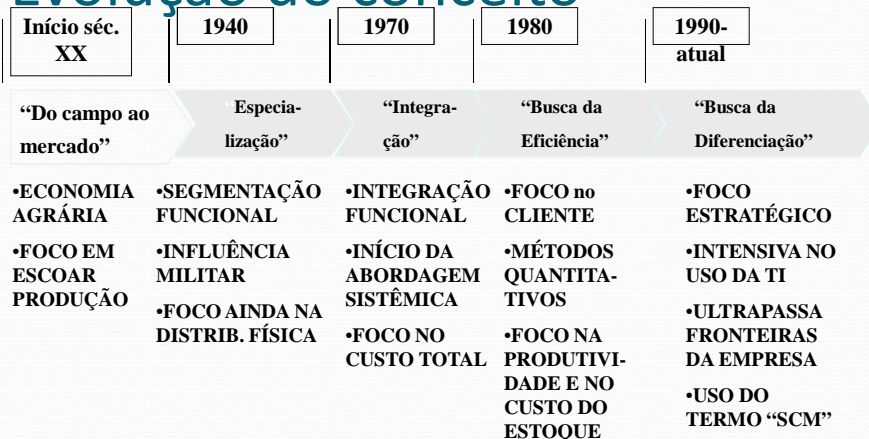 Evolução do conceito
Início séc.
XX
1940
1970
1980
1990-
atual
“Do campo ao
mercado”
“Especia-
lização”
“Integra-
ção”
“Busca da
Eficiência”
“Busca da
Diferenciação”
•ECONOMIA
AGRÁRIA
•FOCO EM
ESCOAR
PRODUÇÃO
•SEGMENTAÇÃO
FUNCIONAL
•INFLUÊNCIA
MILITAR
•FOCO AINDA NA
DISTRIB. FÍSICA
•INTEGRAÇÃO
FUNCIONAL
•INÍCIO DA
ABORDAGEM
SISTÊMICA
•FOCO NO
CUSTO TOTAL
•FOCO no
CLIENTE
•MÉTODOS
QUANTITA-
TIVOS
•FOCO NA
PRODUTIVI-
DADE E NO
CUSTO DO
ESTOQUE
•FOCO
ESTRATÉGICO
•INTENSIVA NO
USO DA TI
•ULTRAPASSA
FRONTEIRAS
DA EMPRESA
•USO DO
TERMO “SCM”